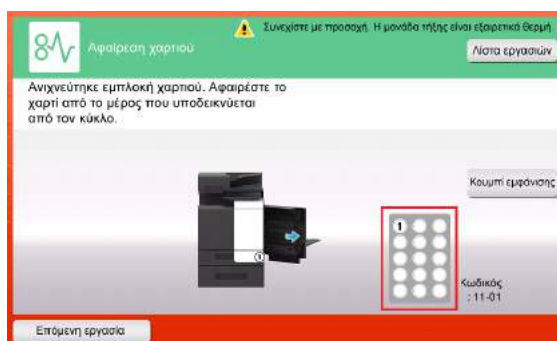 Συνεχίστε με προσοχή. Η μονάδα τήξης είναι εξαιρετικά θερμή
Αφαίρεση χαρτιού
Λίστα εργασιών
Ανιχνεύτηκε εμπλοκή χαρτιού. Αφαιρέστε το
χαρτί από το μέρος που υποδεικνύεται
από τον κύκλο.
Κουμπί εμφάνισης
1
1
Κωδικός
: 11-01
Επόμενη εργασία